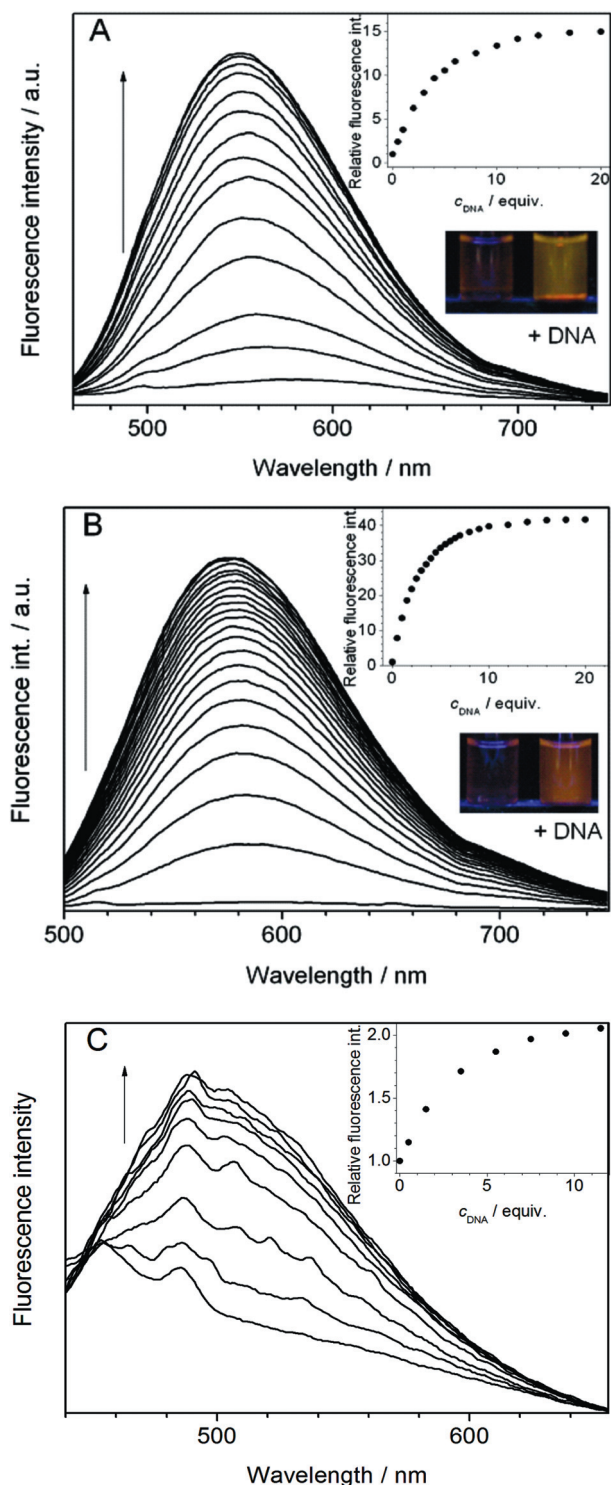 A
Fluorescence intensity / a.u.
Relative fluorescence int.
15
10
5
0
0
10
20
cDNA / equiv.
+ DNA
500
600
700
Wavelength / nm
B
Fluorescence int. / a.u.
Relative fluorescence int.
40
30
20
10
0
0
5
10
15
20
cDNA / equiv.
+ DNA
500
600
700
Wavelength / nm
C
Fluorescence intensity
Relative fluorescence int.
2.0
1.5
1.0
0
5
10
cDNA / equiv.
500
600
Wavelength / nm